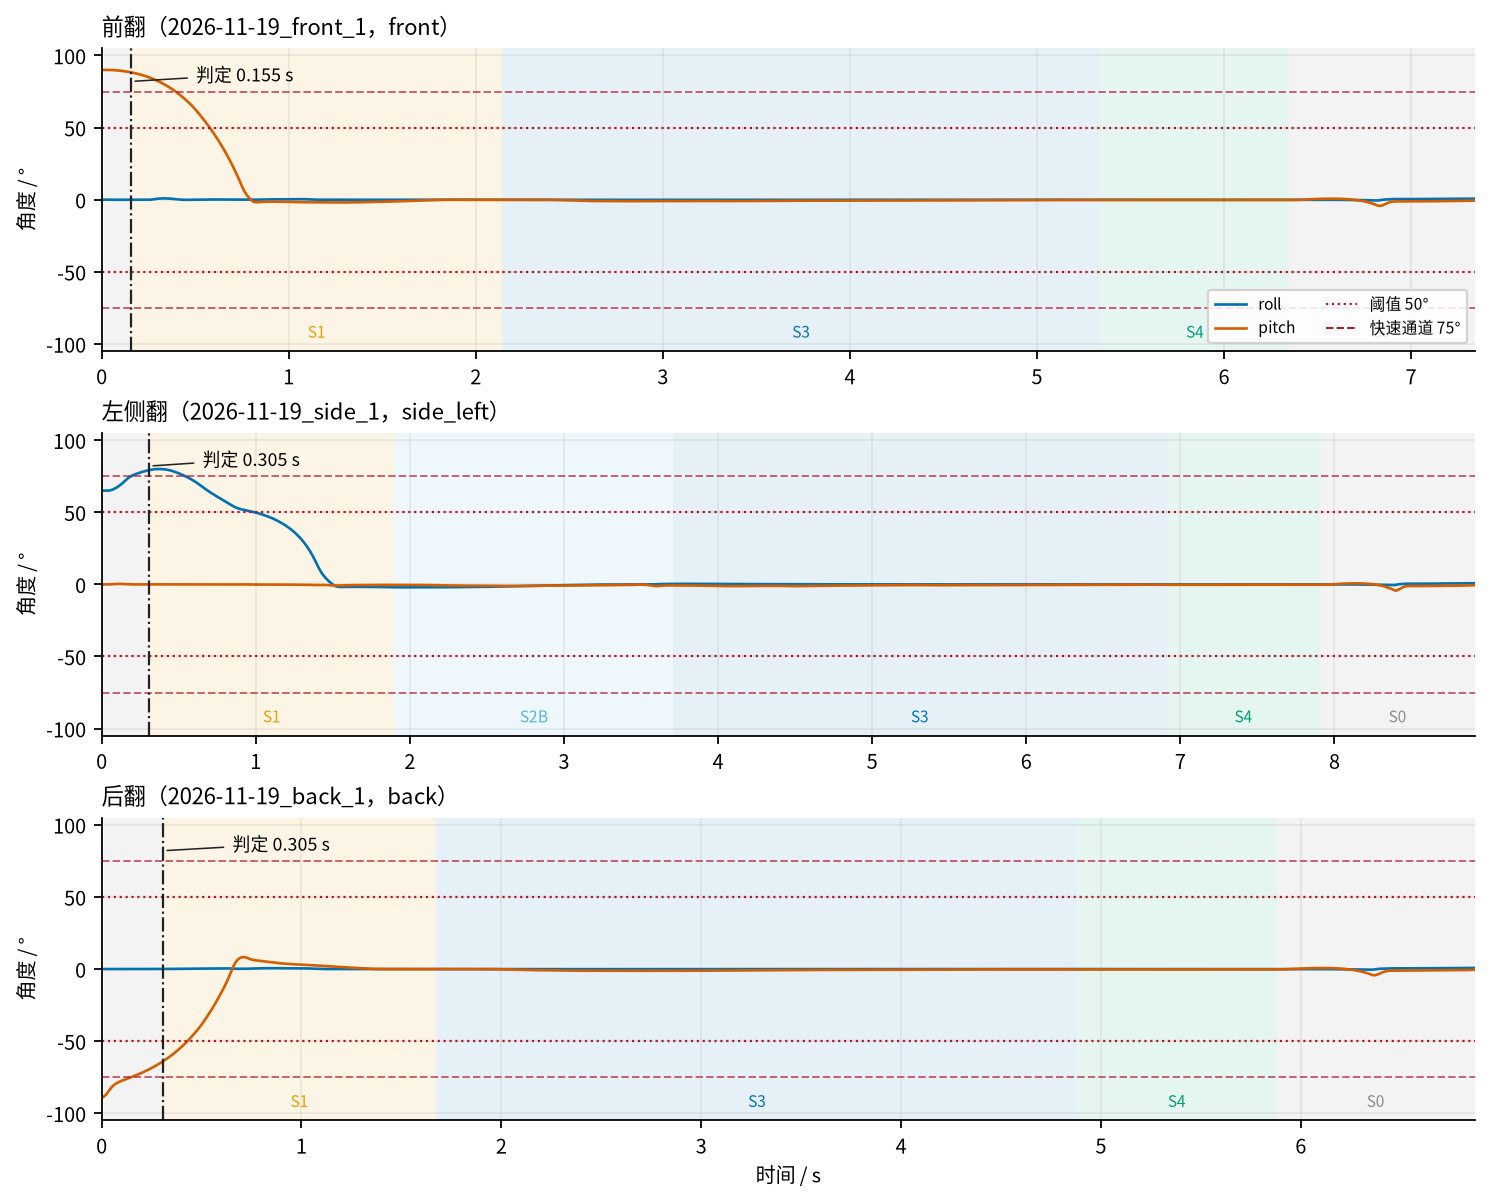 前翻（2026-11-19_front_1，front）
100
50
0
-50
-100
角度 / °
判定 0.155 s
S1
S3
S4
roll
pitch
阈值 50°
快速通道 75°
0 1 2 3 4 5 6 7
左侧翻（2026-11-19_side_1，side_left）
100
50
0
-50
-100
角度 / °
判定 0.305 s
S1
S2B
S3
S4
S0
0 1 2 3 4 5 6 7 8
后翻（2026-11-19_back_1，back）
100
50
0
-50
-100
角度 / °
判定 0.305 s
S1
S3
S4
S0
0 1 2 3 4 5 6
时间 / s